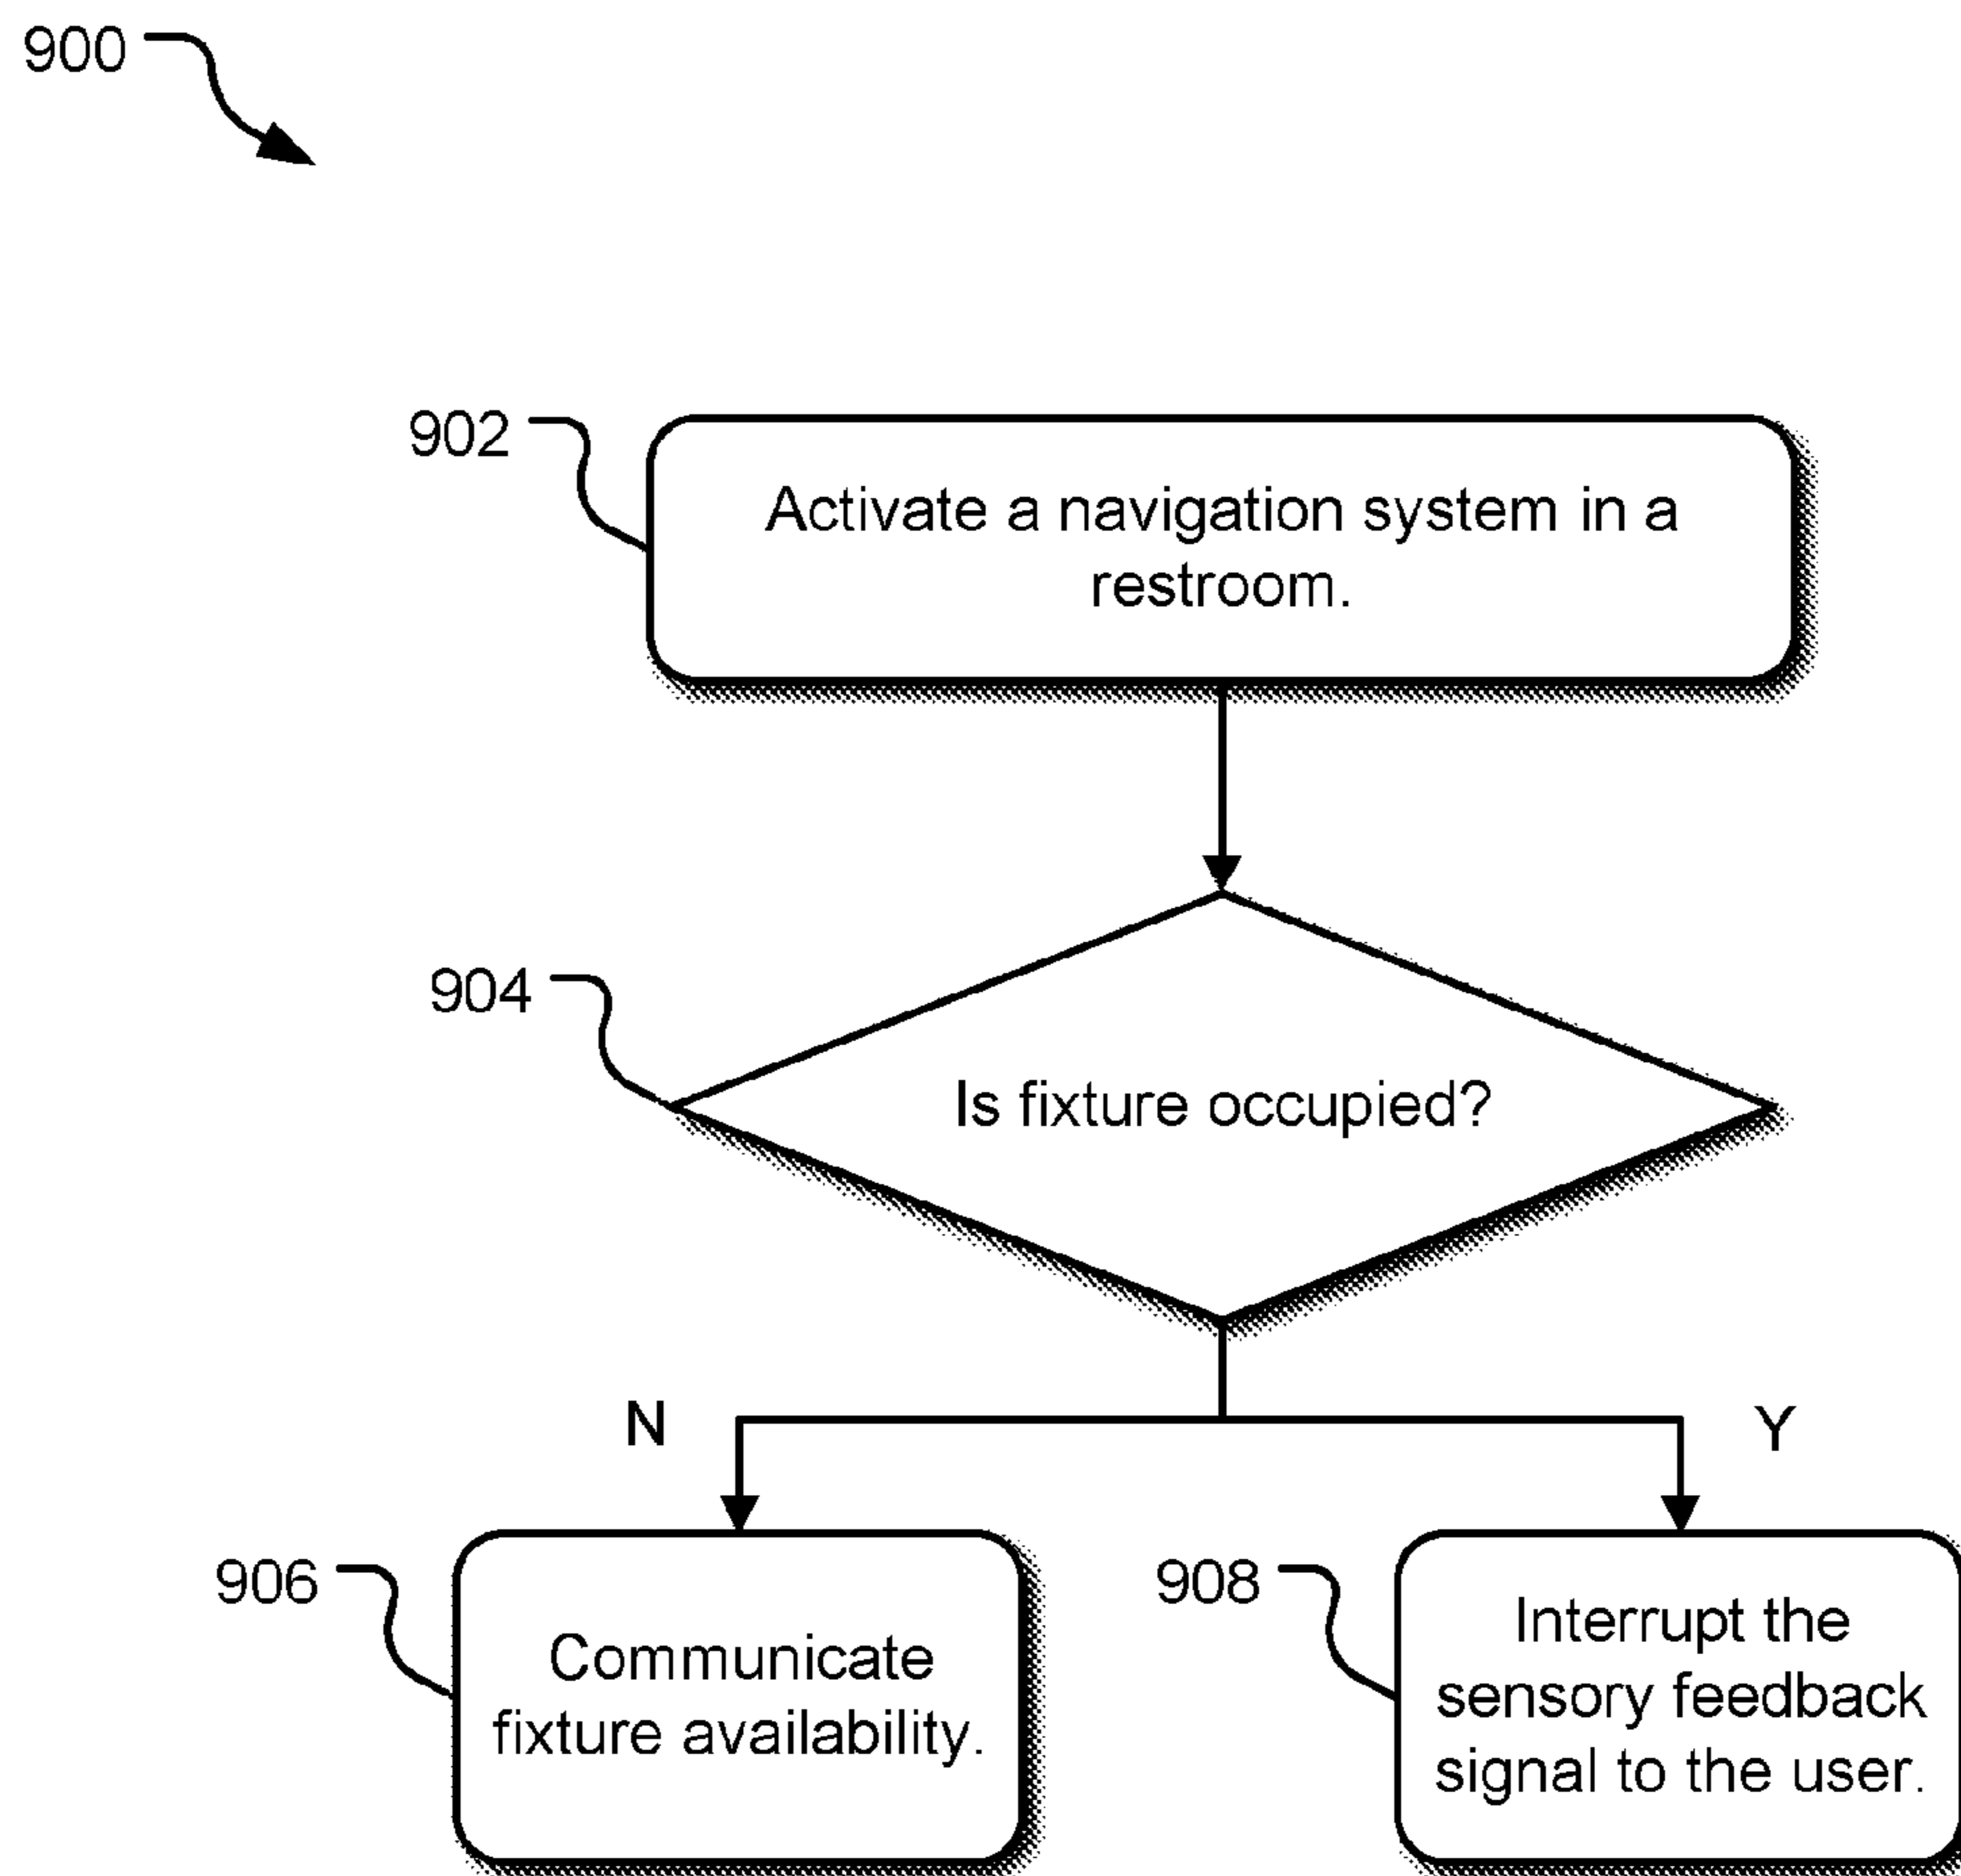 900
902
Activate a navigation system in a
restroom.
904
Is fixture occupied?
N
Y
906
Communicate
fixture availability.
908
Interrupt the
sensory feedback
signal to the user.